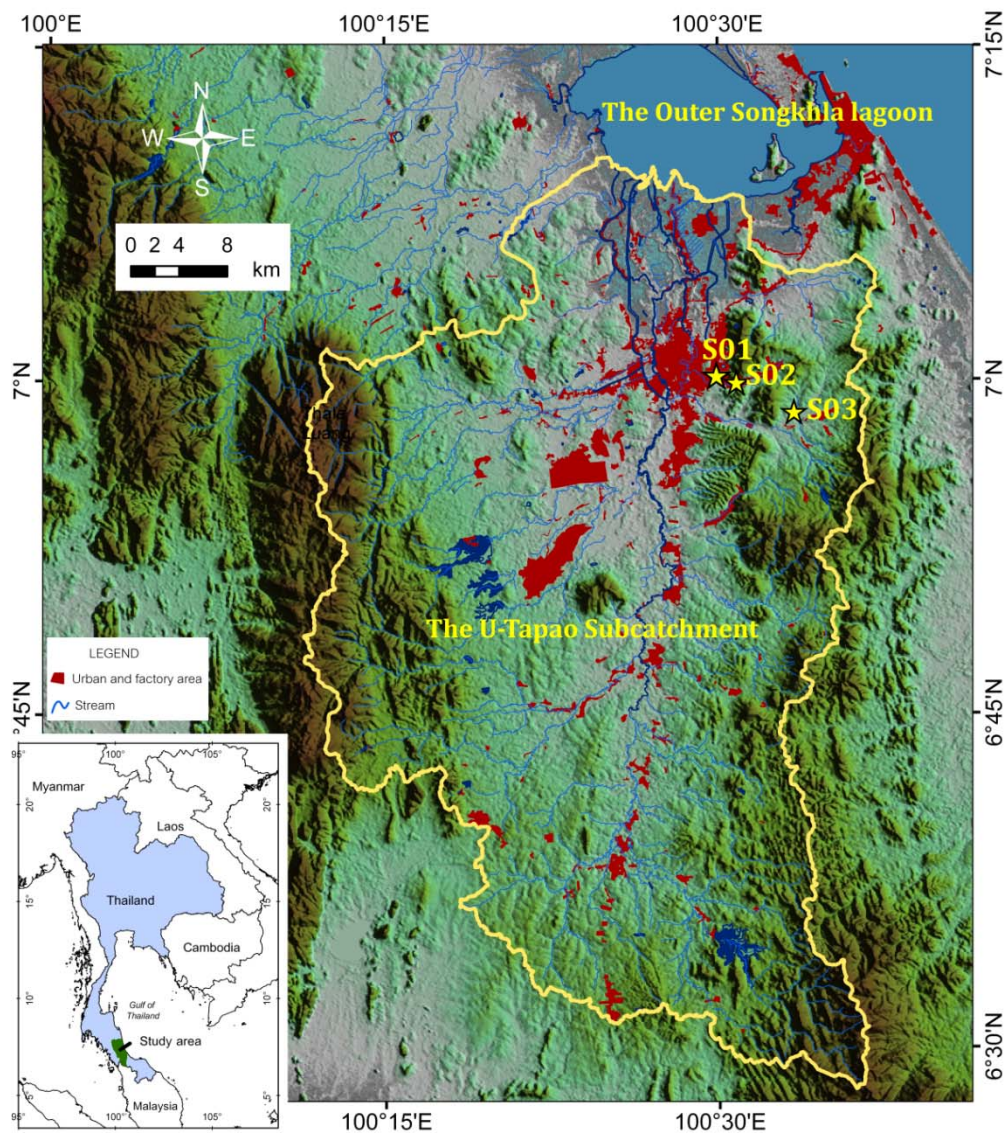 100°E
100°15'E
100°30'E
7°15'N
The Outer Songkhla lagoon
N
W
E
S
0 2 4 8
km
S01
7°N
S02
7°N
S03
Luang
The U-Tapao Subcatchment
LEGEND
Urban and factory area
Stream
6°45'N
6°45'N
95°
100°
105°
Myanmar
20°
20°
Laos
Thailand
15°
15°
Cambodia
10°
10°
Gulf of
Thailand
Study area
5°
5°
Malaysia
95°
100°
105°
6°30'N
100°15'E
100°30'E